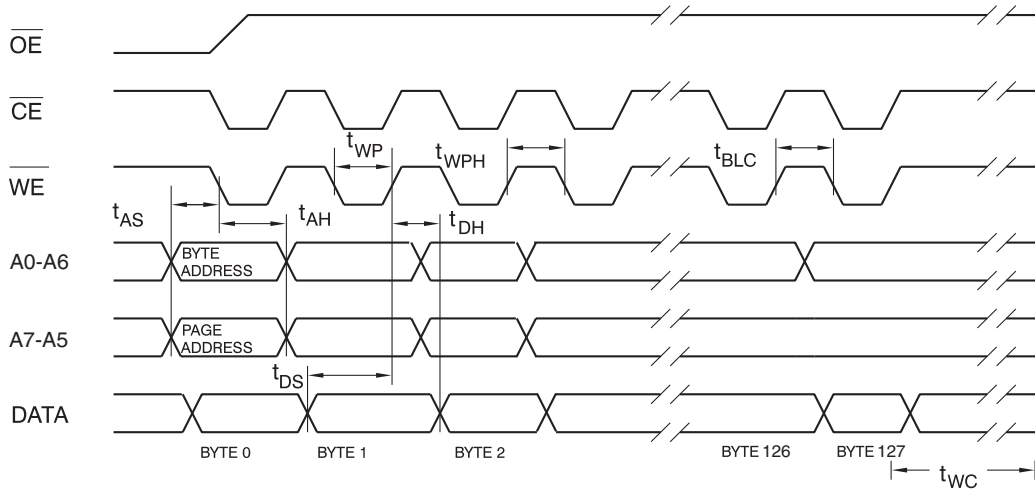 OE
CE
tWP
tWPH
tBLC
WE
tAS
tAH
tDH
A0-A6
BYTE
ADDRESS
A7-A5
PAGE
ADDRESS
tDS
DATA
BYTE 0
BYTE 1
BYTE 2
BYTE 126
BYTE 127
tWC